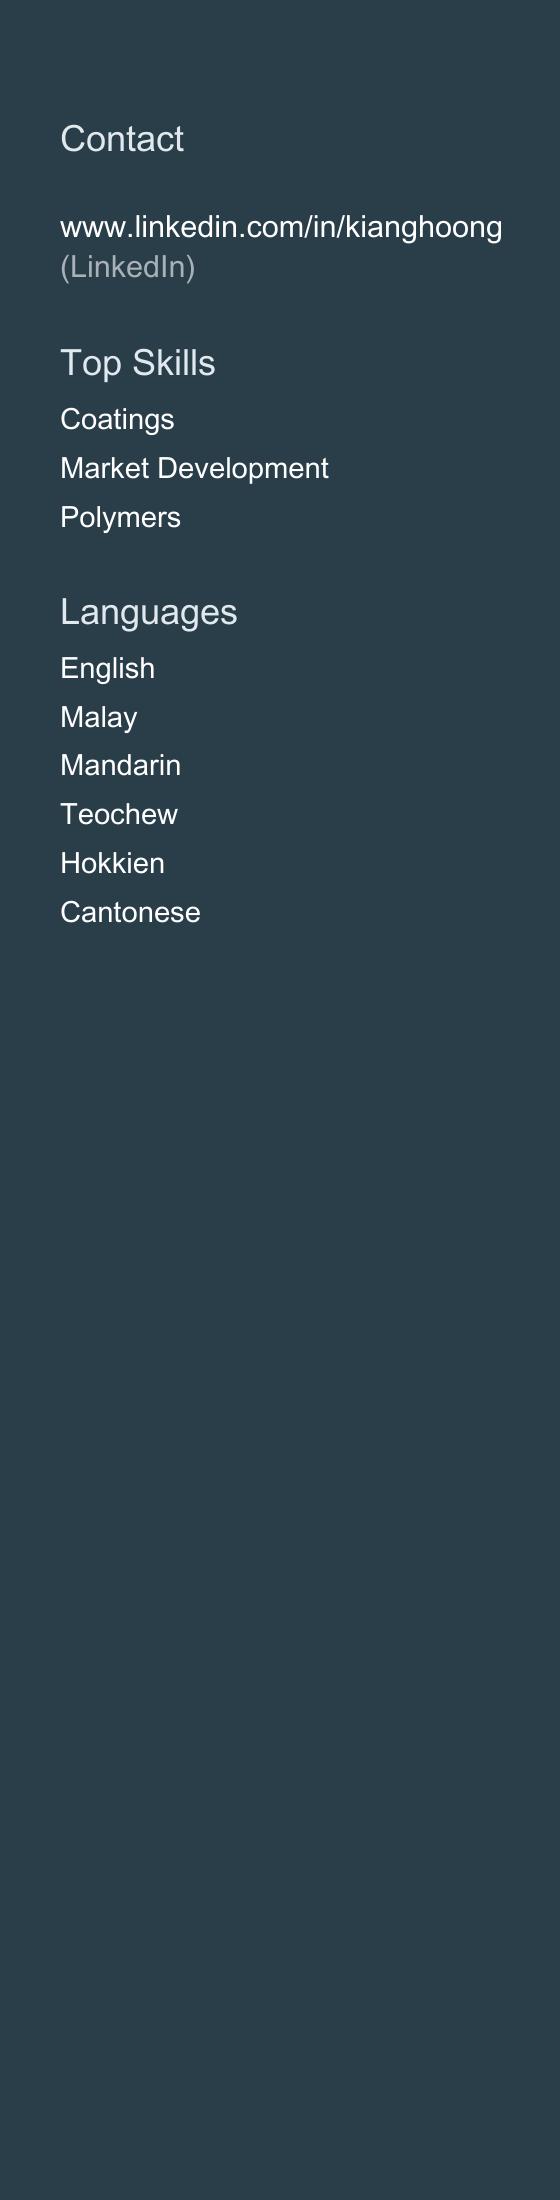 Contact
www.linkedin.com/in/kianghoong
(LinkedIn)
Top Skills
Coatings
Market Development
Polymers
Languages
English
Malay
Mandarin
Teochew
Hokkien
Cantonese